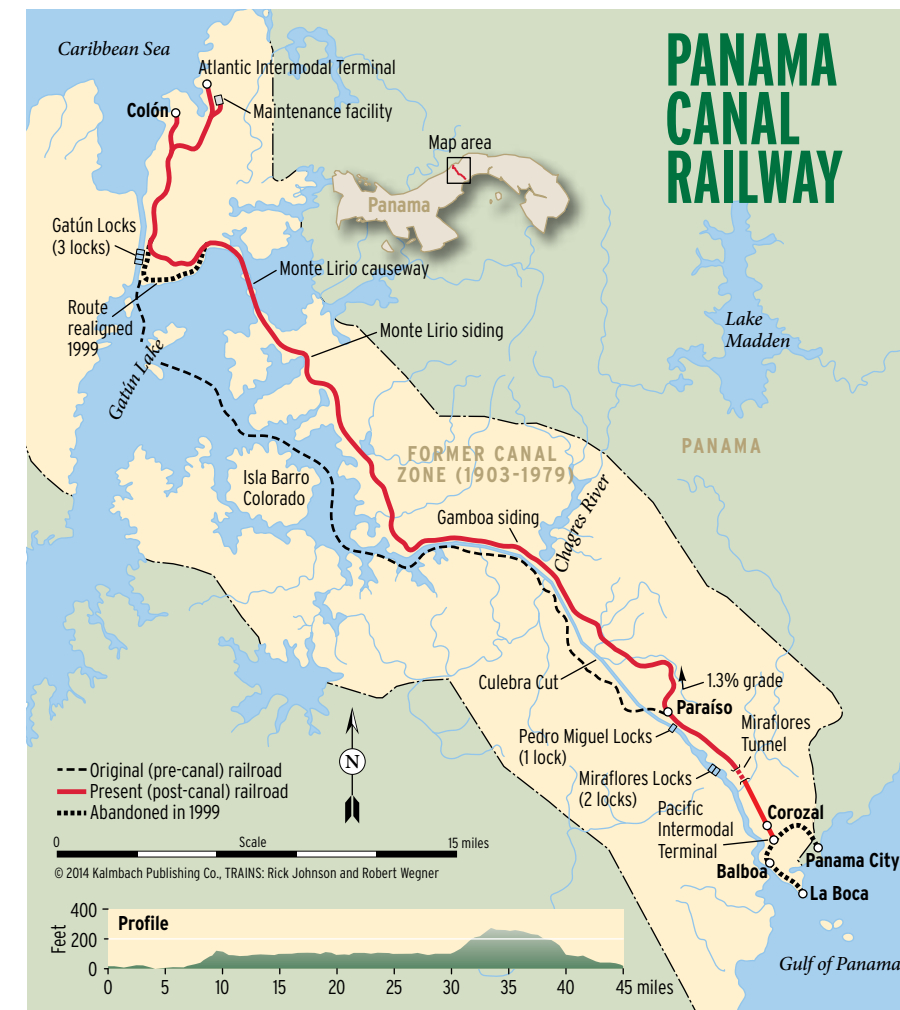 PANAMA
CANAL
RAILWAY
Caribbean Sea
Atlantic Intermodal Terminal
Colón
Maintenance facility
Map area
Panama
Gatún Locks
(3 locks)
Monte Lirio causeway
Route
realigned
1999
Monte Lirio siding
Lake
Madden
Gatún Lake
PANAMA
FORMER CANAL
ZONE (1903-1979)
Isla Barro
Colorado
Gamboa siding
Chagres River
Culebra Cut
1.3% grade
Paraíso
Pedro Miguel Locks
(1 lock)
Miraflores
Tunnel
Miraflores Locks
(2 locks)
Pacific
Intermodal
Terminal
Corozal
Panama City
Balboa
La Boca
Gulf of Panama
N
Original (pre-canal) railroad
Present (post-canal) railroad
Abandoned in 1999
0 Scale 15 miles
© 2014 Kalmbach Publishing Co., TRAINS: Rick Johnson and Robert Wegner
Profile
Feet
400
200
0
0 5 10 15 20 25 30 35 40 45 miles